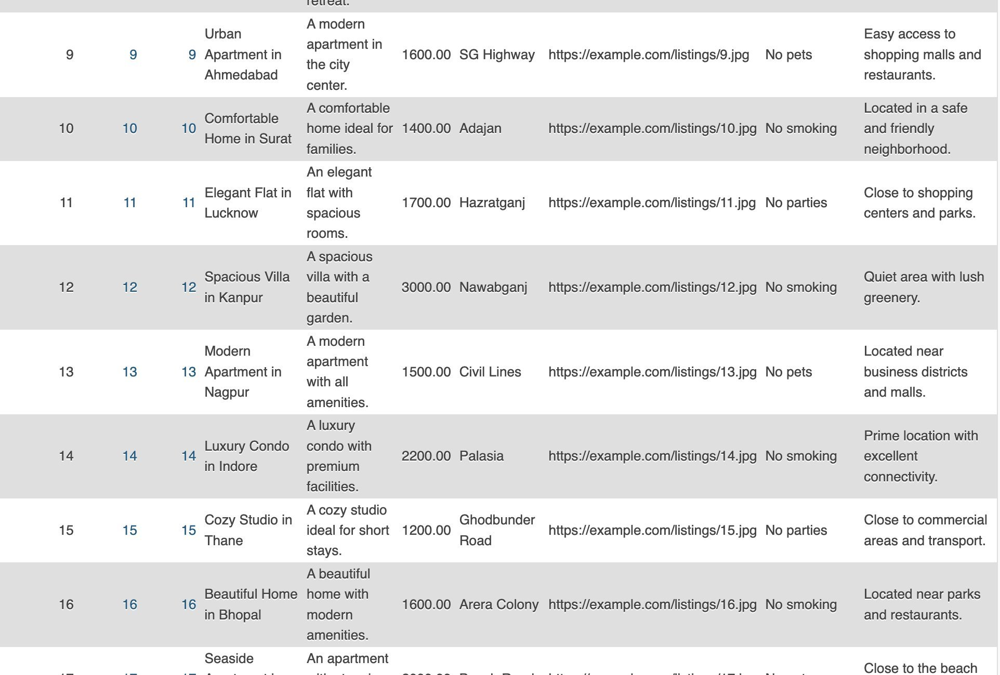 retreat.
9 9 9 Urban Apartment in Ahmedabad A modern apartment in the city center. 1600.00 SG Highway https://example.com/listings/9.jpg No pets Easy access to shopping malls and restaurants.
10 10 10 Comfortable Home in Surat A comfortable home ideal for families. 1400.00 Adajan https://example.com/listings/10.jpg No smoking Located in a safe and friendly neighborhood.
11 11 11 Elegant Flat in Lucknow An elegant flat with spacious rooms. 1700.00 Hazratganj https://example.com/listings/11.jpg No parties Close to shopping centers and parks.
12 12 12 Spacious Villa in Kanpur A spacious villa with a beautiful garden. 3000.00 Nawabganj https://example.com/listings/12.jpg No smoking Quiet area with lush greenery.
13 13 13 Modern Apartment in Nagpur A modern apartment with all amenities. 1500.00 Civil Lines https://example.com/listings/13.jpg No pets Located near business districts and malls.
14 14 14 Luxury Condo in Indore A luxury condo with premium facilities. 2200.00 Palasia https://example.com/listings/14.jpg No smoking Prime location with excellent connectivity.
15 15 15 Cozy Studio in Thane A cozy studio ideal for short stays. 1200.00 Ghodbunder Road https://example.com/listings/15.jpg No parties Close to commercial areas and transport.
16 16 16 Beautiful Home in Bhopal A beautiful home with modern amenities. 1600.00 Arera Colony https://example.com/listings/16.jpg No smoking Located near parks and restaurants.
Seaside An apartment Close to the beach